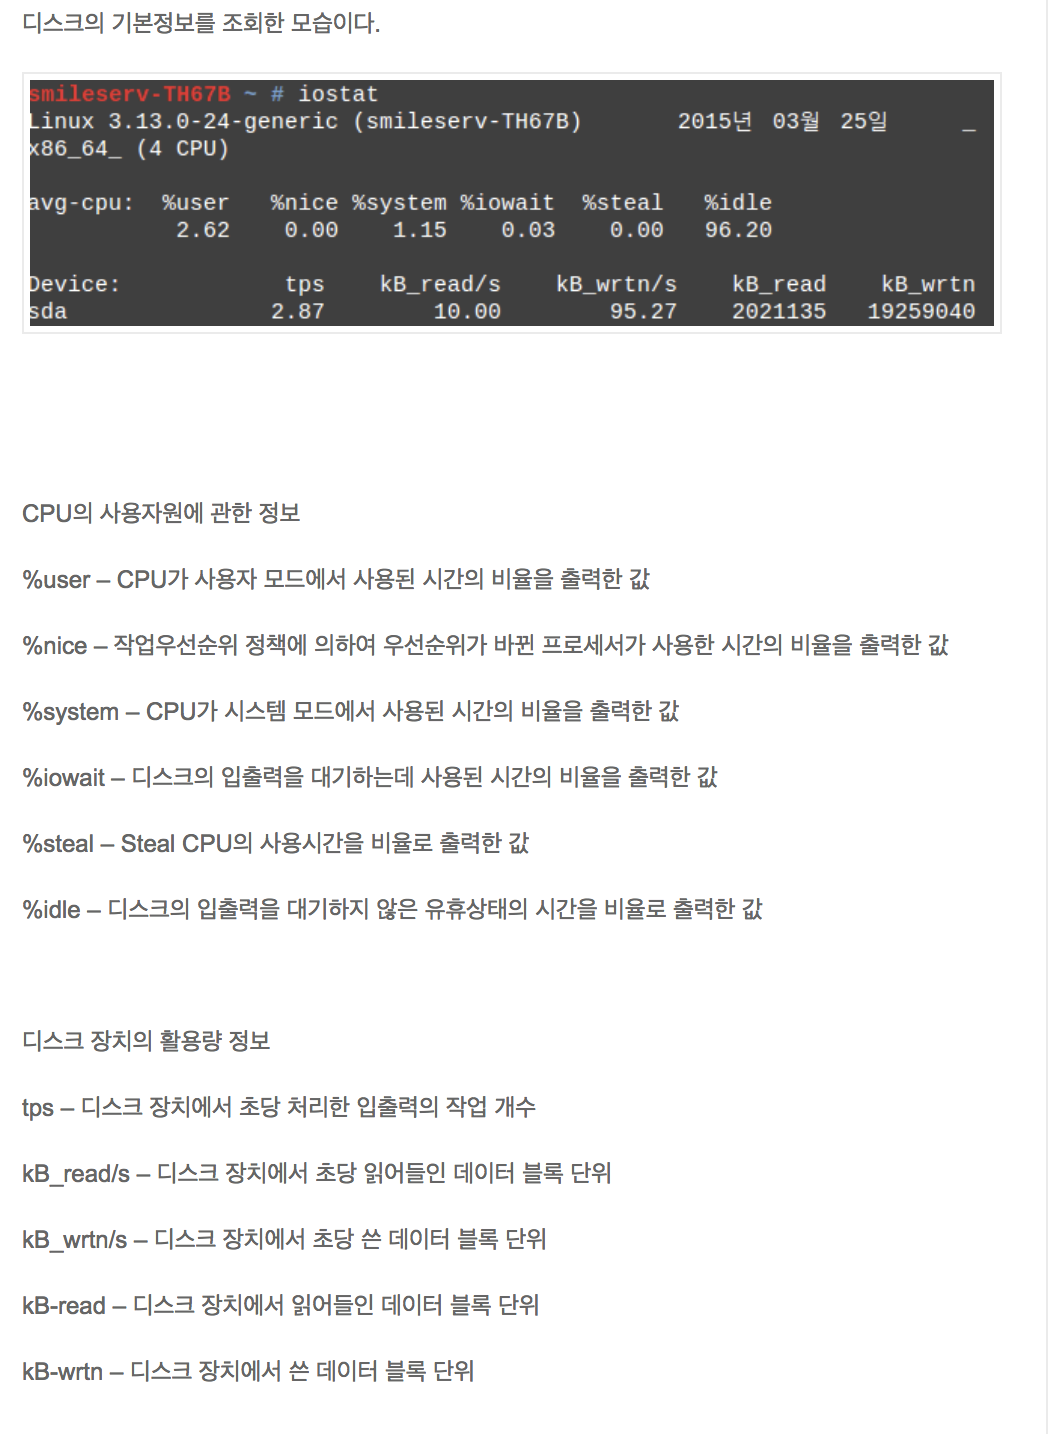 디스크의 기본정보를 조회한 모습이다.
smileserv-TH67B ~ # iostat
Linux 3.13.0-24-generic (smileserv-TH67B) 2015년 03월 25일 _
x86_64_ (4 CPU)
avg-cpu: %user %nice %system %iowait %steal %idle
2.62 0.00 1.15 0.03 0.00 96.20
Device: tps kB_read/s kB_wrtn/s kB_read kB_wrtn
sda 2.87 10.00 95.27 2021135 19259040
CPU의 사용자원에 관한 정보
%user – CPU가 사용자 모드에서 사용된 시간의 비율을 출력한 값
%nice – 작업우선순위 정책에 의하여 우선순위가 바뀐 프로세서가 사용한 시간의 비율을 출력한 값
%system – CPU가 시스템 모드에서 사용된 시간의 비율을 출력한 값
%iowait – 디스크의 입출력을 대기하는데 사용된 시간의 비율을 출력한 값
%steal – Steal CPU의 사용시간을 비율로 출력한 값
%idle – 디스크의 입출력을 대기하지 않은 유휴상태의 시간을 비율로 출력한 값
디스크 장치의 활용량 정보
tps – 디스크 장치에서 초당 처리한 입출력의 작업 개수
kB_read/s – 디스크 장치에서 초당 읽어들인 데이터 블록 단위
kB_wrtn/s – 디스크 장치에서 초당 쓴 데이터 블록 단위
kB-read – 디스크 장치에서 읽어들인 데이터 블록 단위
kB-wrtn – 디스크 장치에서 쓴 데이터 블록 단위